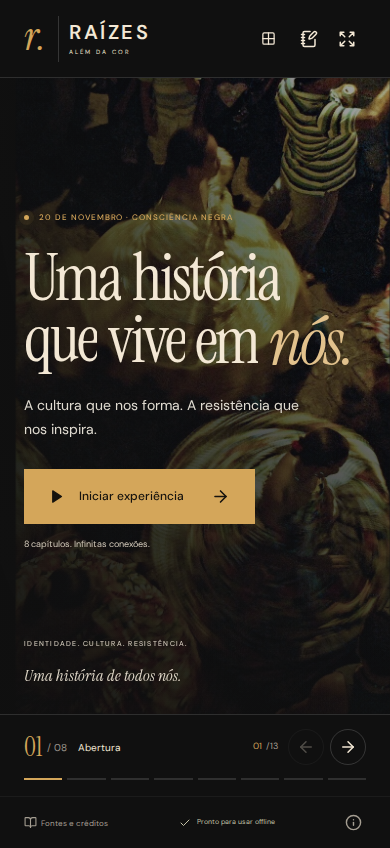 r. RAÍZES
ALÉM DA COR
20 DE NOVEMBRO · CONSCIÊNCIA NEGRA
Uma história
que vive em nós.
A cultura que nos forma. A resistência que
nos inspira.
Iniciar experiência
8 capítulos. Infinitas conexões.
IDENTIDADE. CULTURA. RESISTÊNCIA.
Uma história de todos nós.
01 / 08 Abertura 01 /13
Fontes e créditos Pronto para usar offline